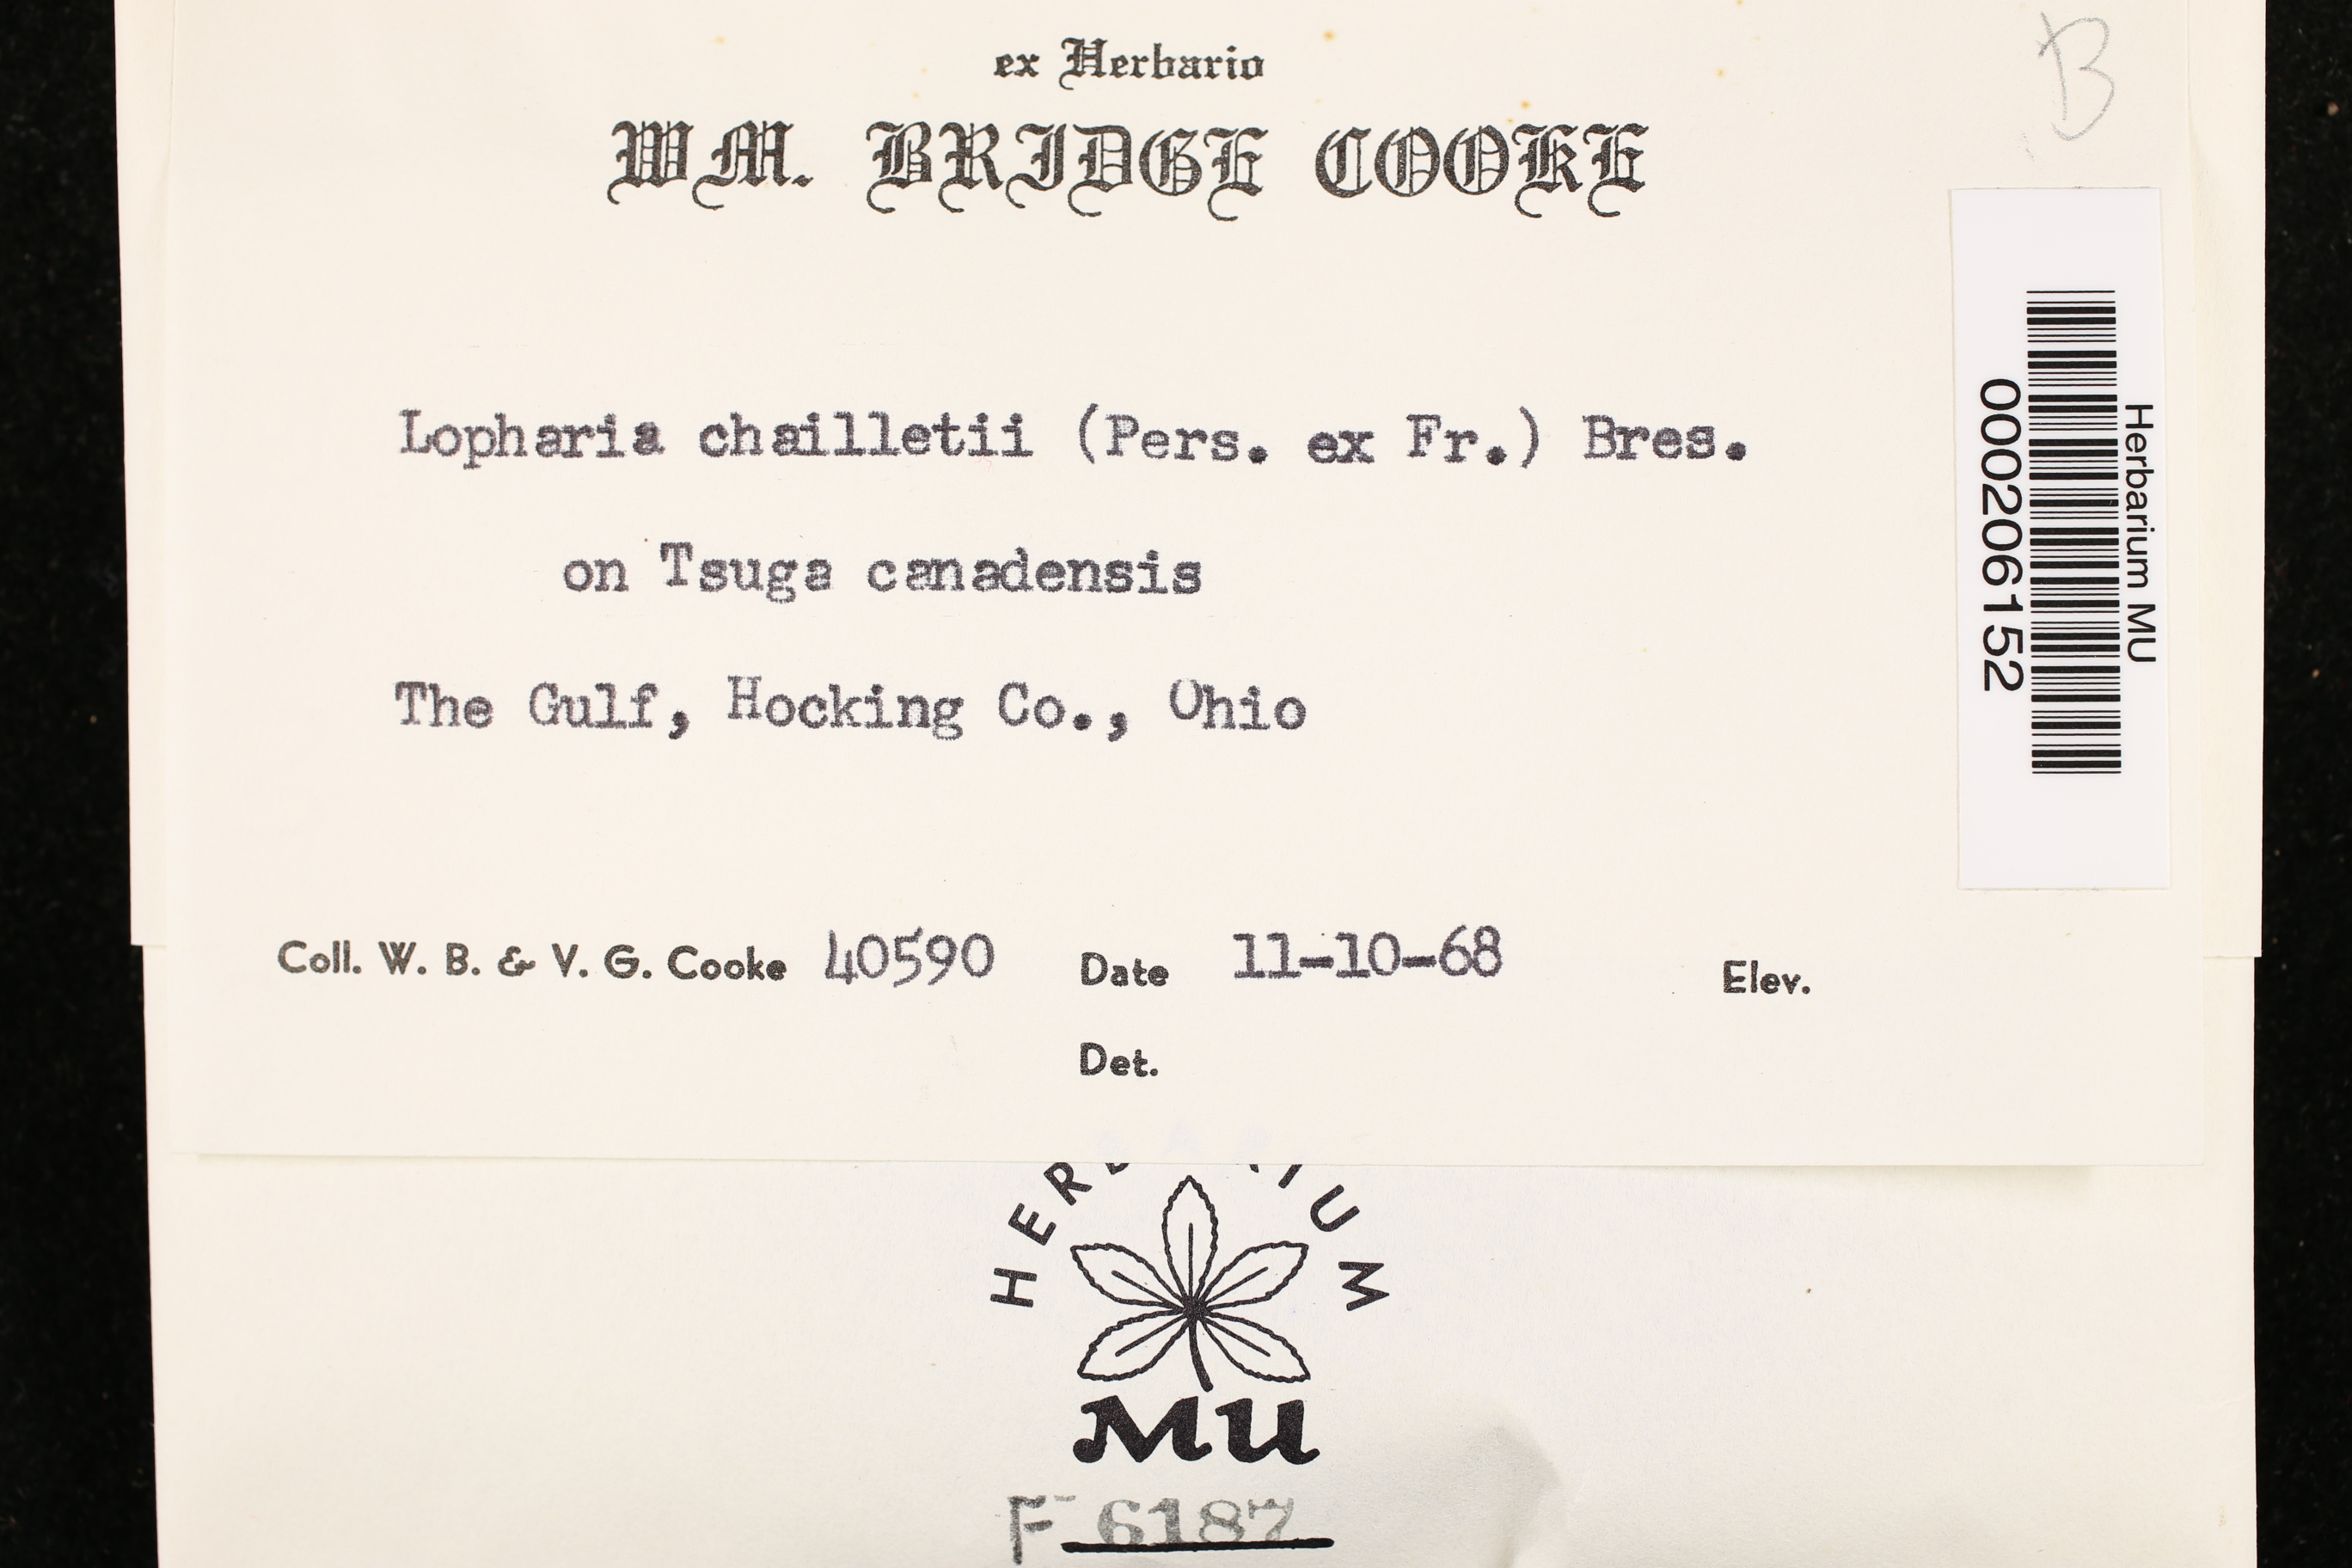 B
ex Herbario
WM. BRIDGE COOKE
Lopharia chailletii (Pers. ex Fr.) Bres.
on Tsuga canadensis
The Gulf, Hocking Co., Ohio
Coll. W. B. & V. G. Cooke 40590 Date 11-10-68 Elev.
Det.
Herbarium MU
000206152
HERBARIUM
MU
F- 6187